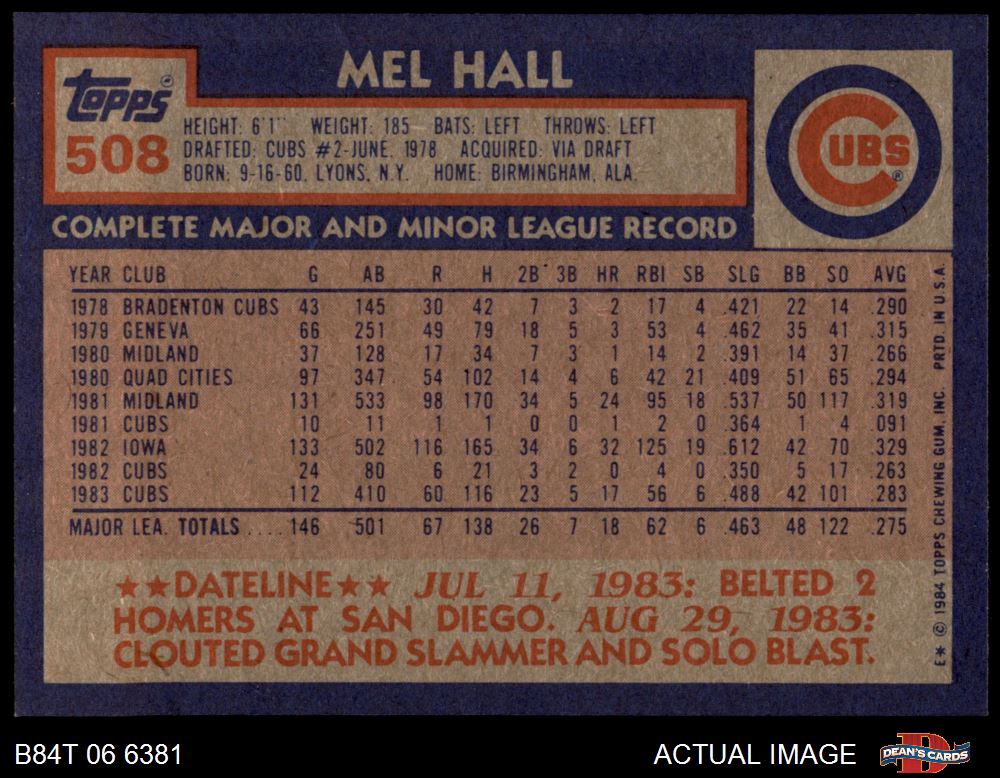 MEL HALL
Topps®
508
HEIGHT: 6'1" WEIGHT: 185 BATS: LEFT THROWS: LEFT
DRAFTED: CUBS #2-JUNE, 1978 ACQUIRED: VIA DRAFT
BORN: 9-16-60, LYONS, N.Y. HOME: BIRMINGHAM, ALA.
CUBS®
COMPLETE MAJOR AND MINOR LEAGUE RECORD
YEAR CLUB G AB R H 2B 3B HR RBI SB SLG BB SO AVG
1978 BRADENTON CUBS 43 145 30 42 7 3 2 17 4 .421 22 14 .290
1979 GENEVA 66 251 49 79 18 5 3 53 4 .462 35 41 .315
1980 MIDLAND 37 128 17 34 7 3 1 14 2 .391 14 37 .266
1980 QUAD CITIES 97 347 54 102 14 4 6 42 21 .409 51 65 .294
1981 MIDLAND 131 533 98 170 34 5 24 95 18 .537 50 117 .319
1981 CUBS 10 11 1 1 0 0 1 2 0 .364 1 4 .091
1982 IOWA 133 502 116 165 34 6 32 125 19 .612 42 70 .329
1982 CUBS 24 80 6 21 3 2 0 4 0 .350 5 17 .263
1983 CUBS 112 410 60 116 23 5 17 56 6 .488 42 101 .283
MAJOR LEA. TOTALS .... 146 501 67 138 26 7 18 62 6 .463 48 122 .275
★★DATELINE★★ JUL 11, 1983: BELTED 2
HOMERS AT SAN DIEGO. AUG 29, 1983:
CLOUTED GRAND SLAMMER AND SOLO BLAST.
E* © 1984 TOPPS CHEWING GUM, INC. PRTD. IN U.S.A.
B84T 06 6381
ACTUAL IMAGE
D
DEAN'S CARDS